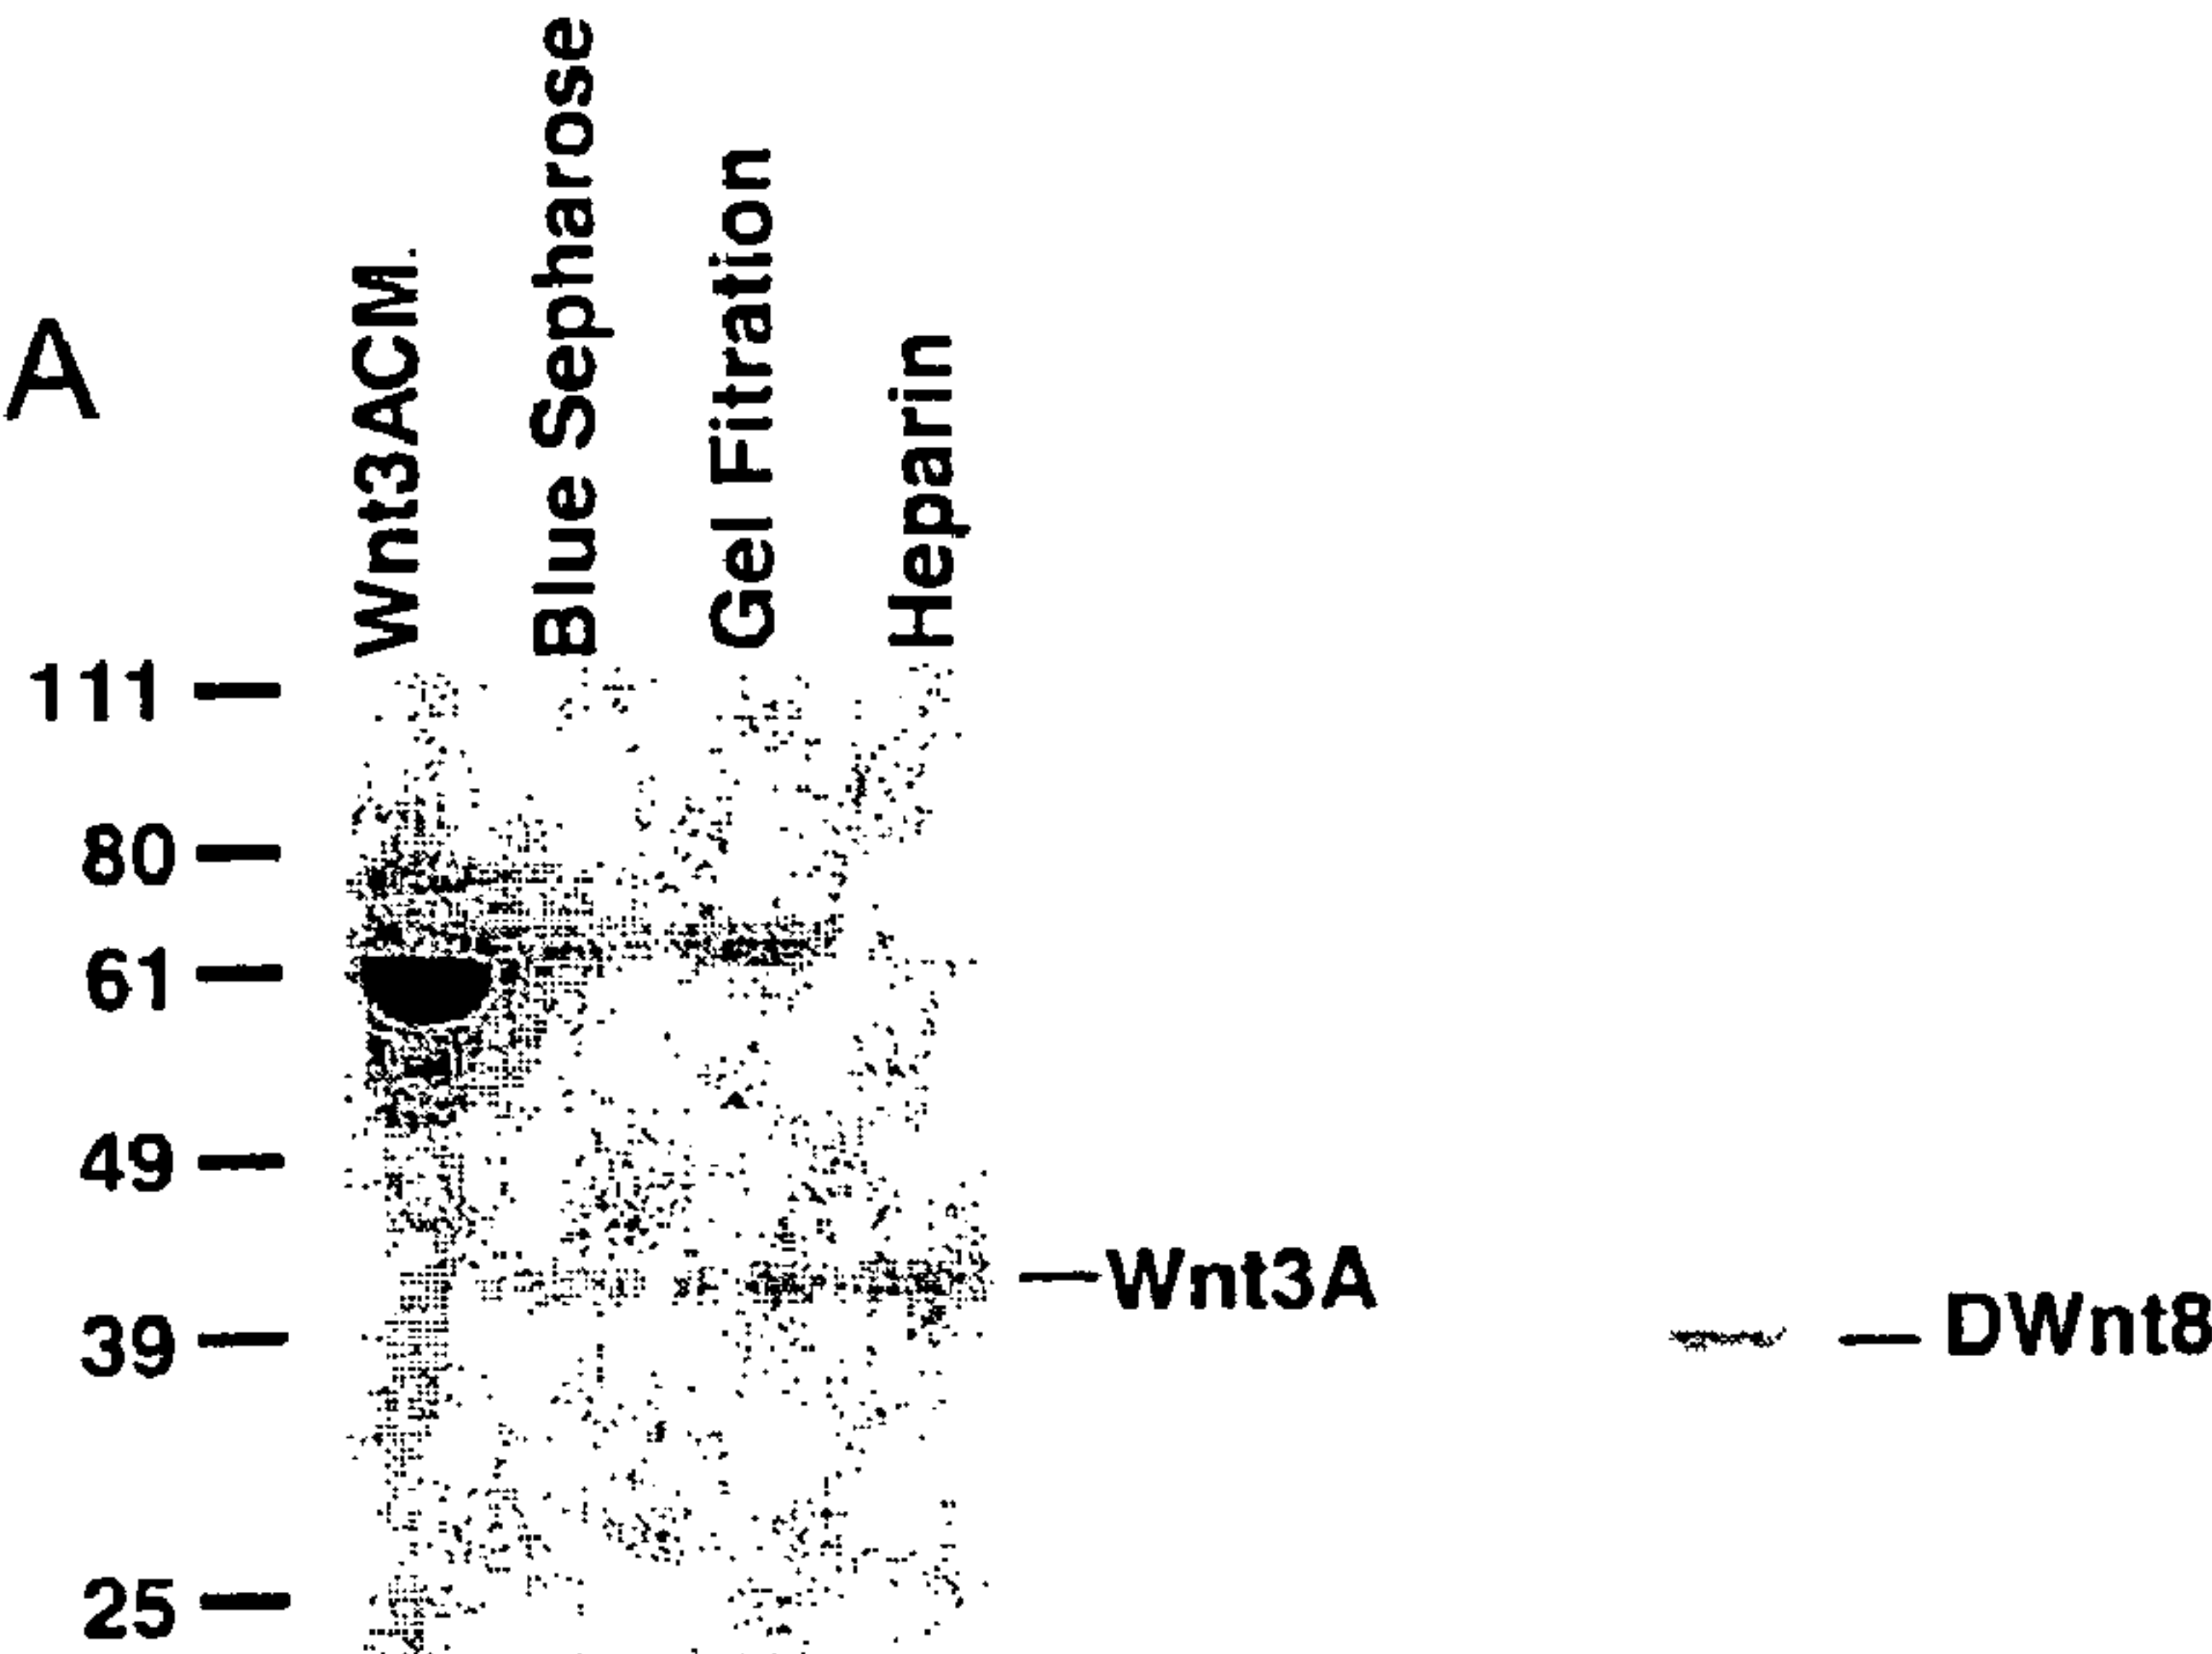 A
Wnt3ACM.
Blue Sepharose
Gel Fitration
Heparin
111
80
61
49
39
25
Wnt3A
DWnt8